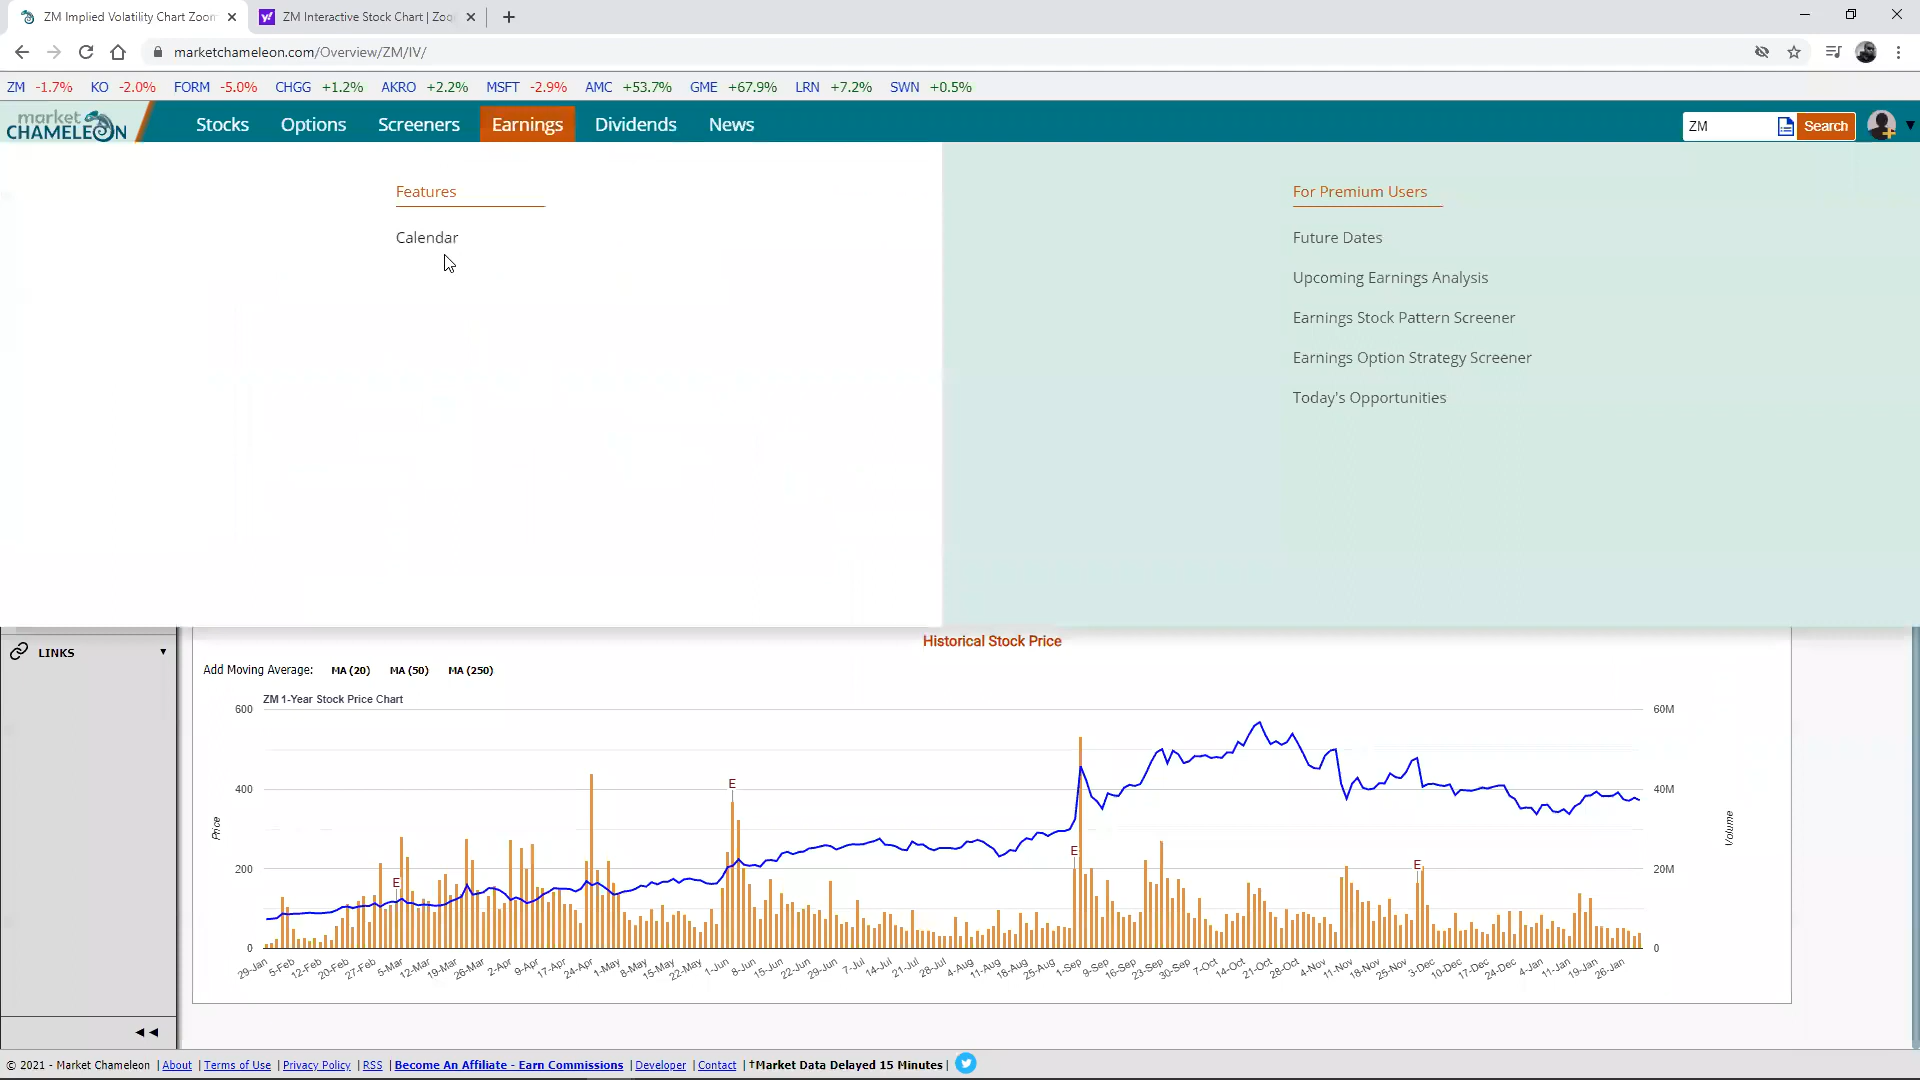 ZM Implied Volatility Chart Zoom
ZM Interactive Stock Chart | Zoo
marketchameleon.com/Overview/ZM/IV/
ZM -1.7% KO -2.0% FORM -5.0% CHGG +1.2% AKRO +2.2% MSFT -2.9% AMC +53.7% GME +67.9% LRN +7.2% SWN +0.5%
market
CHAMELEON
Stocks Options Screeners Earnings Dividends News
ZM Search
Features
Calendar
For Premium Users
Future Dates
Upcoming Earnings Analysis
Earnings Stock Pattern Screener
Earnings Option Strategy Screener
Today's Opportunities
LINKS
Historical Stock Price
Add Moving Average: MA (20) MA (50) MA (250)
ZM 1-Year Stock Price Chart
600 60M
400 40M
200 20M
0 0
Price
Volume
E
E
E
E
29-Jan 5-Feb 12-Feb 20-Feb 27-Feb 5-Mar 12-Mar 19-Mar 26-Mar 2-Apr 9-Apr 17-Apr 24-Apr 1-May 8-May 15-May 22-May 1-Jun 8-Jun 15-Jun 22-Jun 29-Jun 7-Jul 14-Jul 21-Jul 28-Jul 4-Aug 11-Aug 18-Aug 25-Aug 1-Sep 9-Sep 16-Sep 23-Sep 30-Sep 7-Oct 14-Oct 21-Oct 28-Oct 4-Nov 11-Nov 18-Nov 25-Nov 3-Dec 10-Dec 17-Dec 24-Dec 4-Jan 11-Jan 19-Jan 26-Jan
© 2021 - Market Chameleon | About | Terms of Use | Privacy Policy | RSS | Become An Affiliate - Earn Commissions | Developer | Contact | †Market Data Delayed 15 Minutes |